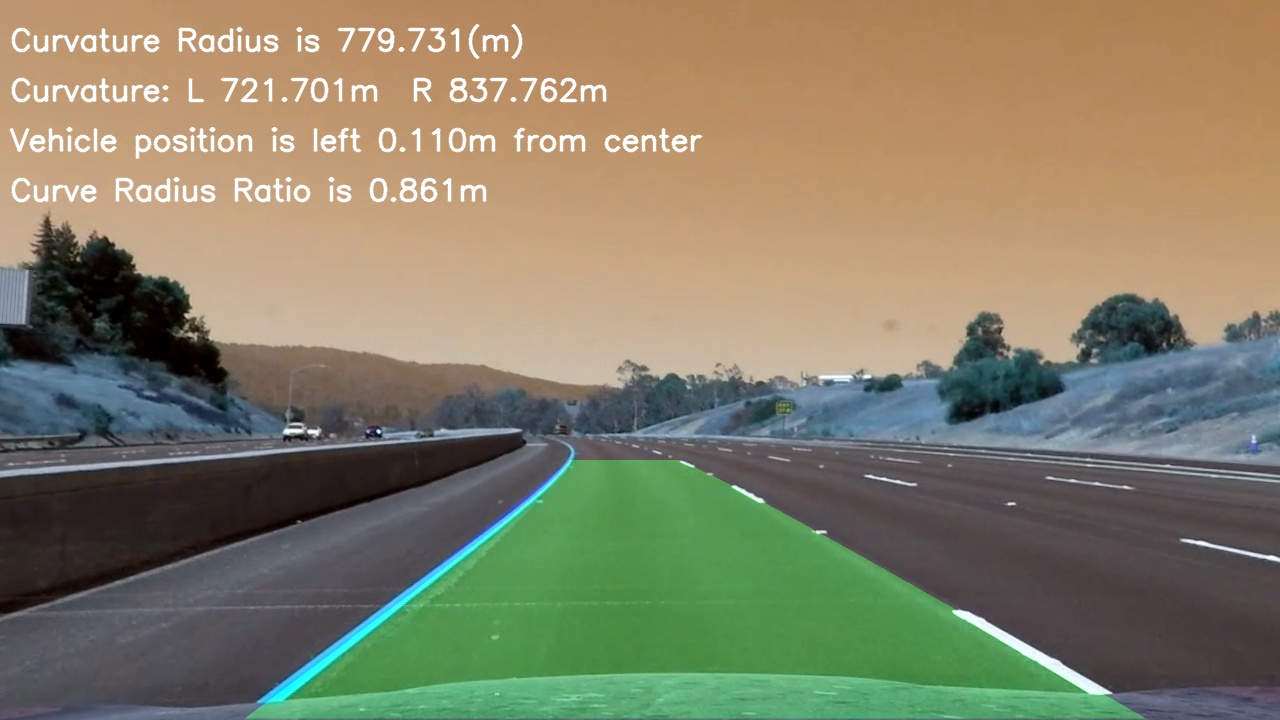 Curvature Radius is 779.731(m)
Curvature: L 721.701m R 837.762m
Vehicle position is left 0.110m from center
Curve Radius Ratio is 0.861m